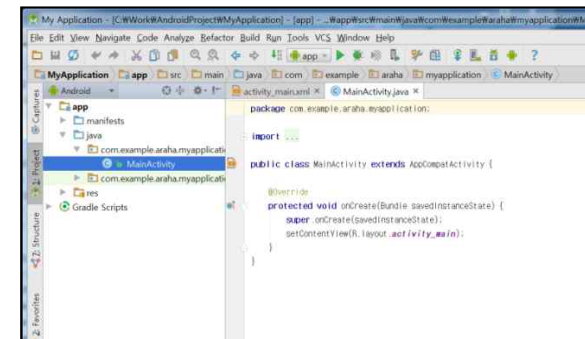 My Application - [C:₩Work₩AndroidProject₩MyApplication] - [app] - ...₩app₩src₩main₩java₩com₩example₩araha₩myapplication₩M
File Edit View Navigate Code Analyze Refactor Build Run Tools VCS Window Help
app
MyApplication app src main java com example araha myapplication MainActivity
Android
activity_main.xml × MainActivity.java ×
Captures
1: Project
2: Structure
2: Favorites
app
manifests
java
com.example.araha.myapplicati
MainActivity
com.example.araha.myapplicati
res
Gradle Scripts
package com.example.araha.myapplication;
import ...
public class MainActivity extends AppCompatActivity {
@Override
protected void onCreate(Bundle savedInstanceState) {
super.onCreate(savedInstanceState);
setContentView(R.layout.activity_main);
}
}